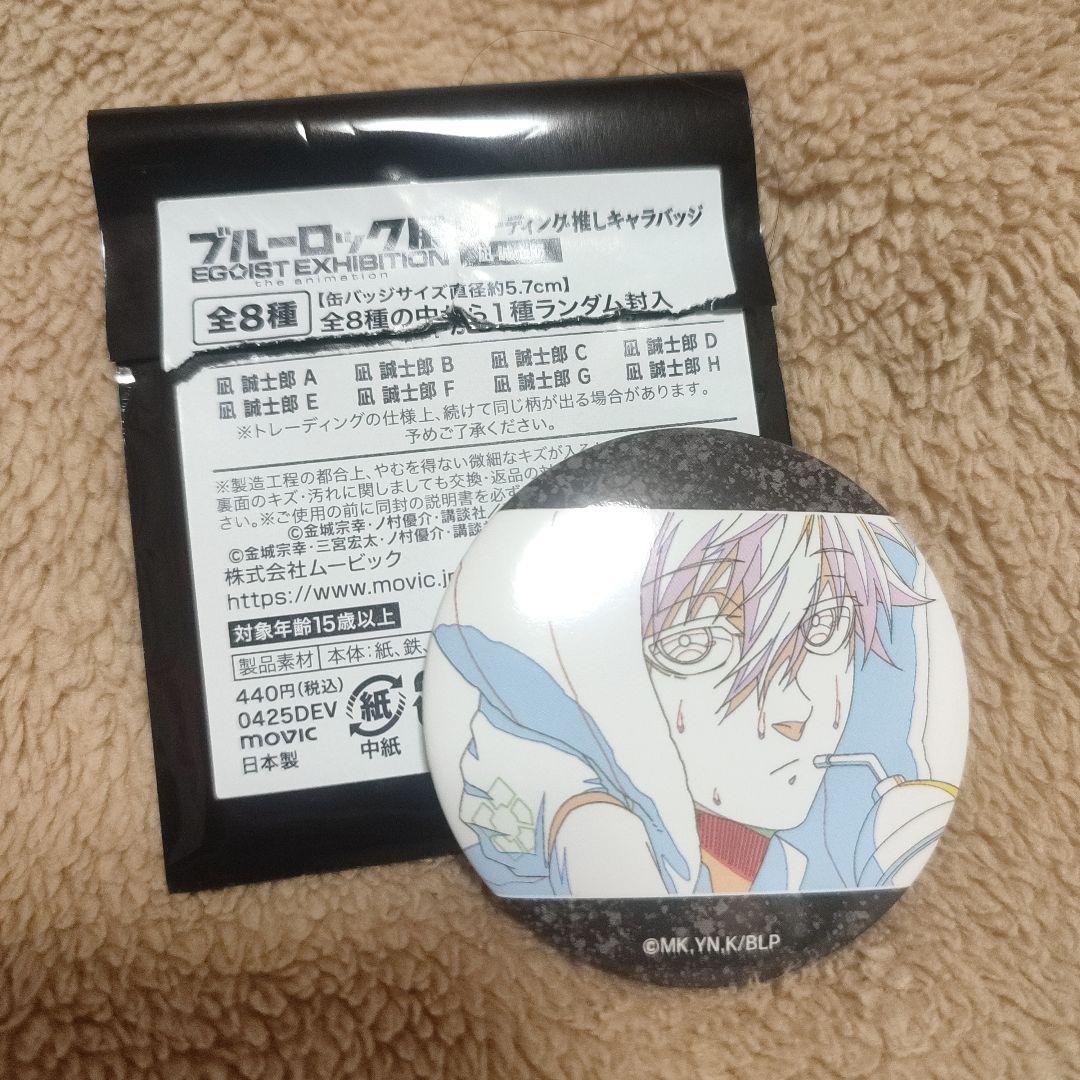 ブルーロック展
ーディング推しキャラバッジ
EGOIST EXHIBITION
the animation
全8種
【缶バッジサイズ直径約5.7cm】
全8種の中から1種ランダム封入
凪 誠士郎 A 凪 誠士郎 B 凪 誠士郎 C 凪 誠士郎 D
凪 誠士郎 E 凪 誠士郎 F 凪 誠士郎 G 凪 誠士郎 H
※トレーディングの仕様上、続けて同じ柄が出る場合があります。
予めご了承ください。
※製造工程の都合上、やむを得ない微細なキズが入る
裏面のキズ・汚れに関しましても交換・返品の対
さい。※ご使用の前に同封の説明書を必ず
©金城宗幸・ノ村優介・講談社
©金城宗幸・三宮宏太・ノ村優介・講談
株式会社ムービック
https://www.movic.jp
対象年齢15歳以上
製品素材 本体:紙、鉄、
440円(税込)
0425DEV
movic
日本製
紙
中紙
©MK,YN,K/BLP